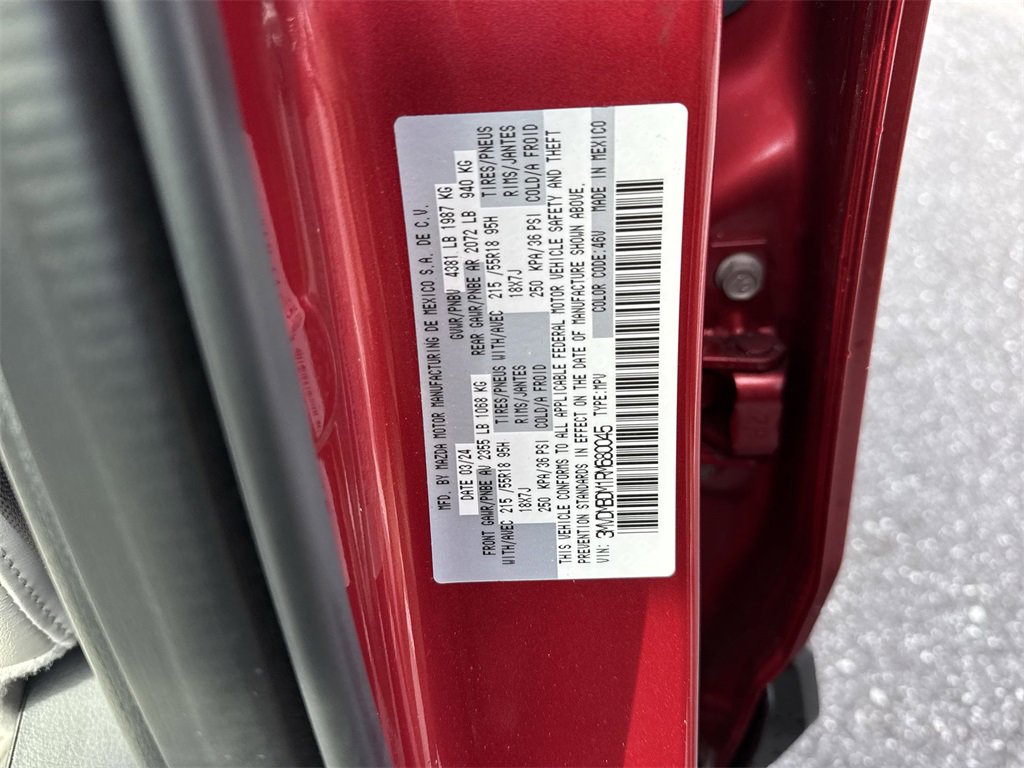 MFD. BY MAZDA MOTOR MANUFACTURING DE MEXICO S.A. DE C.V.
DATE 03/24 GVWR/PNBV 4381 LB 1987 KG
FRONT GAWR/PNBE AV 2355 LB 1068 KG REAR GAWR/PNBE AR 2072 LB 940 KG
WITH/AVEC 215 /55R18 95H TIRES/PNEUS WITH/AVEC 215 /55R18 95H TIRES/PNEUS
18X7J RIMS/JANTES 18X7J RIMS/JANTES
250 KPA/36 PSI COLD/A FROID 250 KPA/36 PSI COLD/A FROID
THIS VEHICLE CONFORMS TO ALL APPLICABLE FEDERAL MOTOR VEHICLE SAFETY AND THEFT
PREVENTION STANDARDS IN EFFECT ON THE DATE OF MANUFACTURE SHOWN ABOVE.
VIN: 3MVDMBDM1RM680045 TYPE:MPV COLOR CODE:46V MADE IN MEXICO